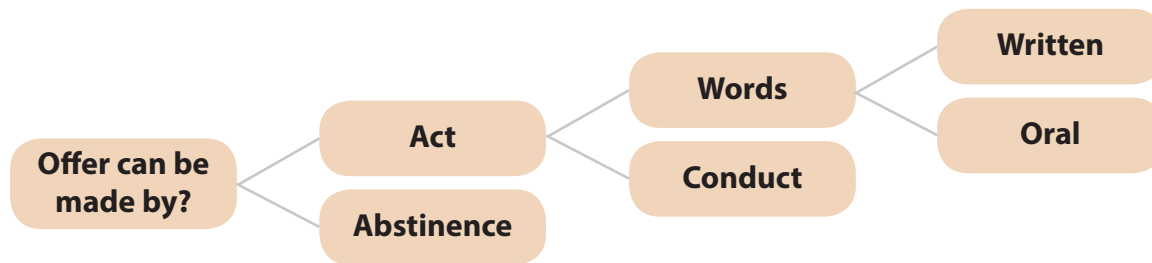 Offer can be
made by?
Act
Abstinence
Words
Conduct
Written
Oral